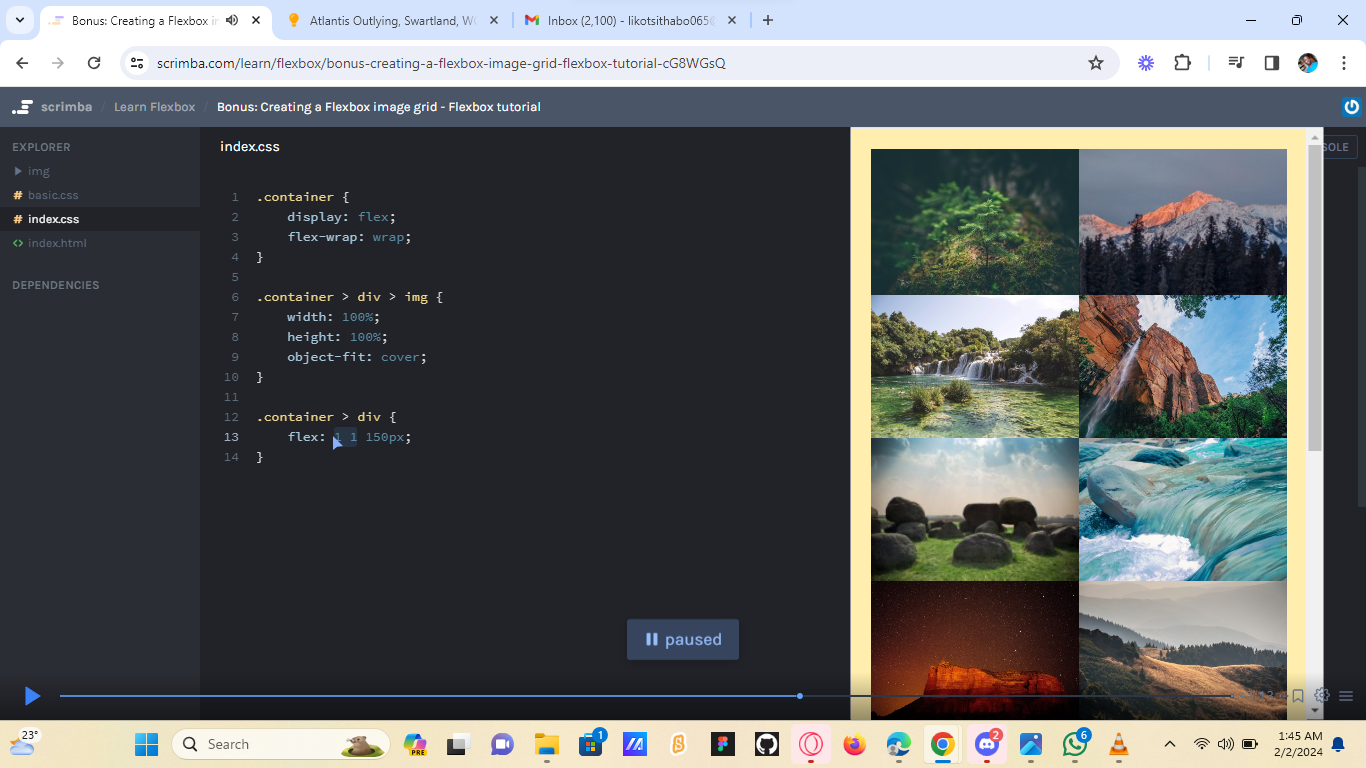 Bonus: Creating a Flexbox in
Atlantis Outlying, Swartland, W
Inbox (2,100) - likotsithabo065
scrimba.com/learn/flexbox/bonus-creating-a-flexbox-image-grid-flexbox-tutorial-cG8WGsQ
scrimba / Learn Flexbox / Bonus: Creating a Flexbox image grid - Flexbox tutorial
EXPLORER
img
# basic.css
# index.css
<> index.html
DEPENDENCIES
index.css
SOLE
1 .container {
2 display: flex;
3 flex-wrap: wrap;
4 }
5
6 .container > div > img {
7 width: 100%;
8 height: 100%;
9 object-fit: cover;
10 }
11
12 .container > div {
13 flex: 1 1 150px;
14 }
paused
23°
Search
PRE
1
2
6
1:45 AM
2/2/2024